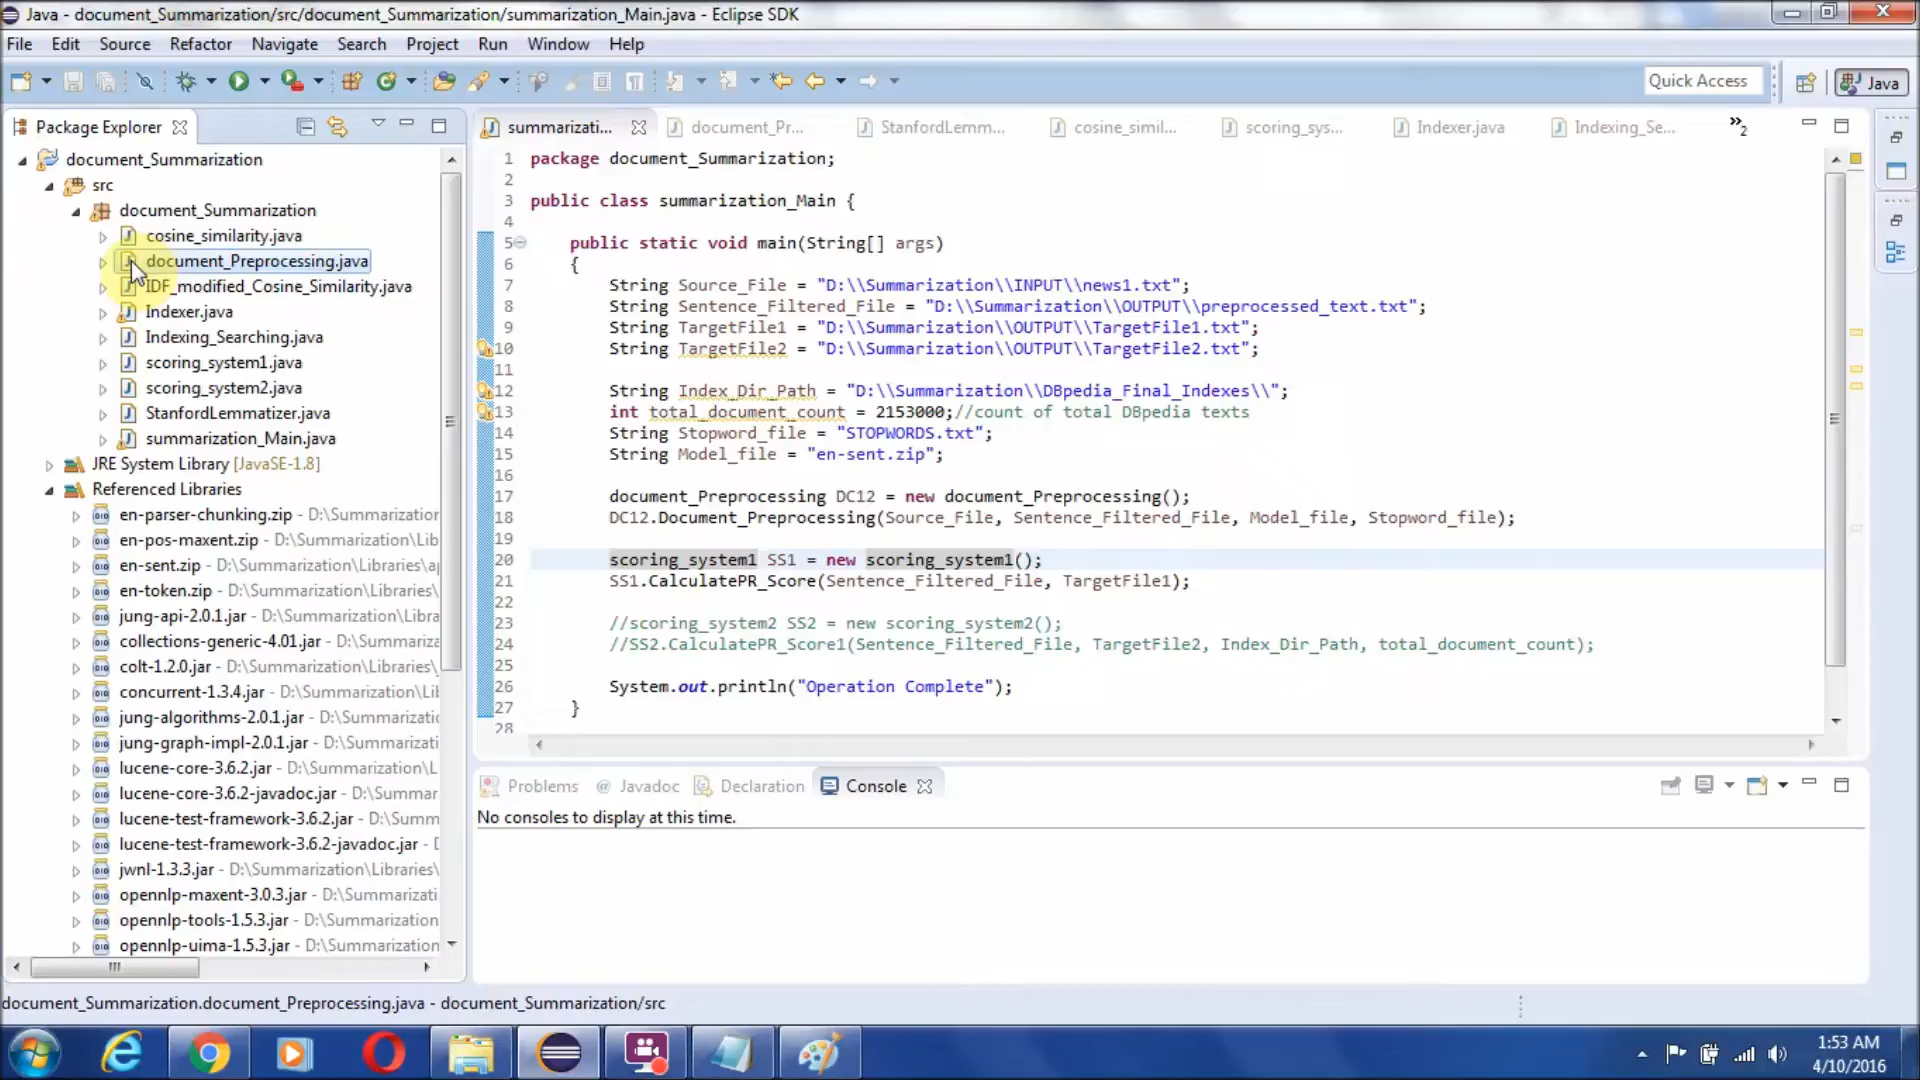 Java - document_Summarization/src/document_Summarization/summarization_Main.java - Eclipse SDK
File Edit Source Refactor Navigate Search Project Run Window Help
Quick Access
Java
Package Explorer
document_Summarization
src
document_Summarization
cosine_similarity.java
document_Preprocessing.java
IDF_modified_Cosine_Similarity.java
Indexer.java
Indexing_Searching.java
scoring_system1.java
scoring_system2.java
StanfordLemmatizer.java
summarization_Main.java
JRE System Library [JavaSE-1.8]
Referenced Libraries
en-parser-chunking.zip - D:\Summarization
en-pos-maxent.zip - D:\Summarization\Lib
en-sent.zip - D:\Summarization\Libraries\a
en-token.zip - D:\Summarization\Libraries\
jung-api-2.0.1.jar - D:\Summarization\Libra
collections-generic-4.01.jar - D:\Summariza
colt-1.2.0.jar - D:\Summarization\Libraries\
concurrent-1.3.4.jar - D:\Summarization\Li
jung-algorithms-2.0.1.jar - D:\Summarizatio
jung-graph-impl-2.0.1.jar - D:\Summarizati
lucene-core-3.6.2.jar - D:\Summarization\L
lucene-core-3.6.2-javadoc.jar - D:\Summar
lucene-test-framework-3.6.2.jar - D:\Summ
lucene-test-framework-3.6.2-javadoc.jar - D
jwnl-1.3.3.jar - D:\Summarization\Libraries
opennlp-maxent-3.0.3.jar - D:\Summarizati
opennlp-tools-1.5.3.jar - D:\Summarization
opennlp-uima-1.5.3.jar - D:\Summarization
summarizati... document_Pr... StanfordLemm... cosine_simil... scoring_sys... Indexer.java Indexing_Se... »2
1 package document_Summarization;
2
3 public class summarization_Main {
4
5 public static void main(String[] args)
6 {
7 String Source_File = "D:\\Summarization\\INPUT\\news1.txt";
8 String Sentence_Filtered_File = "D:\\Summarization\\OUTPUT\\preprocessed_text.txt";
9 String TargetFile1 = "D:\\Summarization\\OUTPUT\\TargetFile1.txt";
10 String TargetFile2 = "D:\\Summarization\\OUTPUT\\TargetFile2.txt";
11
12 String Index_Dir_Path = "D:\\Summarization\\DBpedia_Final_Indexes\\";
13 int total_document_count = 2153000;//count of total DBpedia texts
14 String Stopword_file = "STOPWORDS.txt";
15 String Model_file = "en-sent.zip";
16
17 document_Preprocessing DC12 = new document_Preprocessing();
18 DC12.Document_Preprocessing(Source_File, Sentence_Filtered_File, Model_file, Stopword_file);
19
20 scoring_system1 SS1 = new scoring_system1();
21 SS1.CalculatePR_Score(Sentence_Filtered_File, TargetFile1);
22
23 //scoring_system2 SS2 = new scoring_system2();
24 //SS2.CalculatePR_Score1(Sentence_Filtered_File, TargetFile2, Index_Dir_Path, total_document_count);
25
26 System.out.println("Operation Complete");
27 }
28
Problems @ Javadoc Declaration Console
No consoles to display at this time.
document_Summarization.document_Preprocessing.java - document_Summarization/src
1:53 AM
4/10/2016